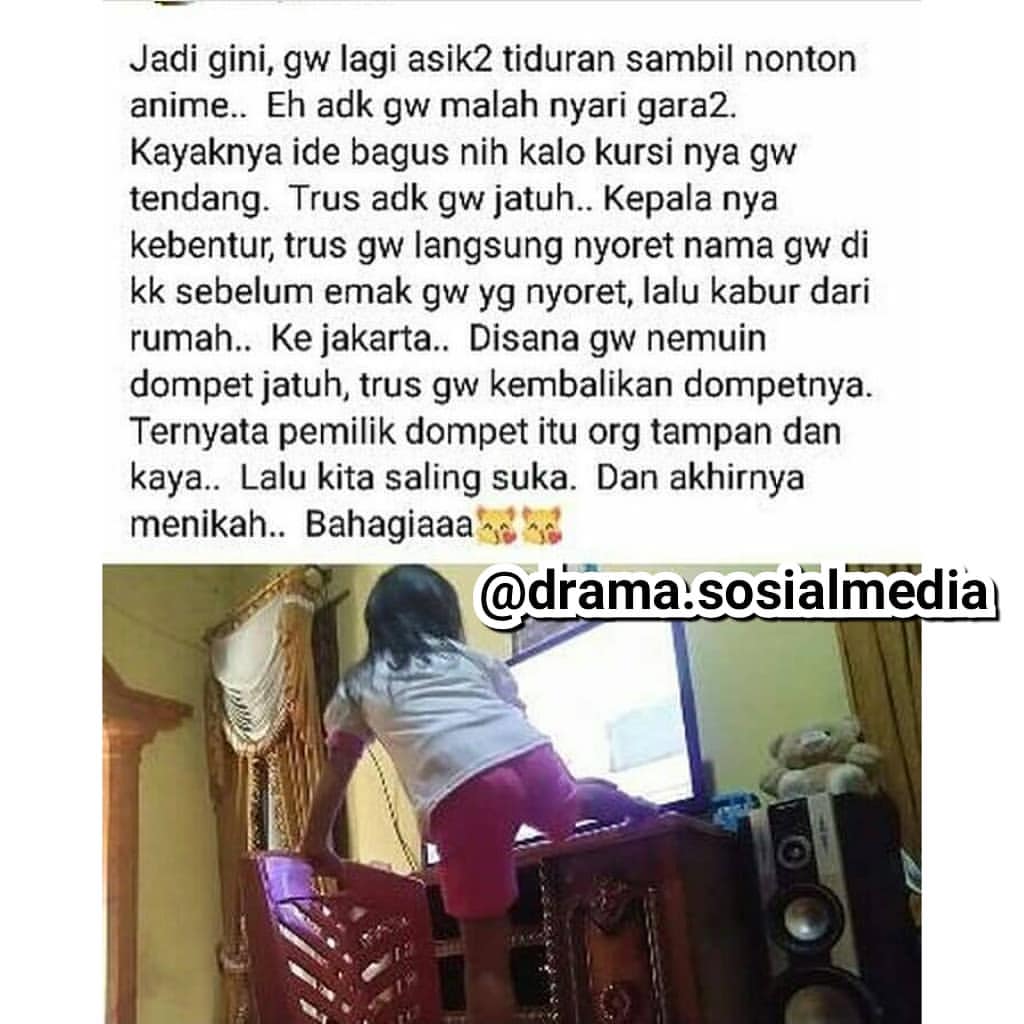 Jadi gini, gw lagi asik2 tiduran sambil nonton
anime.. Eh adk gw malah nyari gara2.
Kayaknya ide bagus nih kalo kursi nya gw
tendang. Trus adk gw jatuh.. Kepala nya
kebentur, trus gw langsung nyoret nama gw di
kk sebelum emak gw yg nyoret, lalu kabur dari
rumah.. Ke jakarta.. Disana gw nemuin
dompet jatuh, trus gw kembalikan dompetnya.
Ternyata pemilik dompet itu org tampan dan
kaya.. Lalu kita saling suka. Dan akhirnya
menikah.. Bahagiaaa😽😽
@drama.sosialmedia